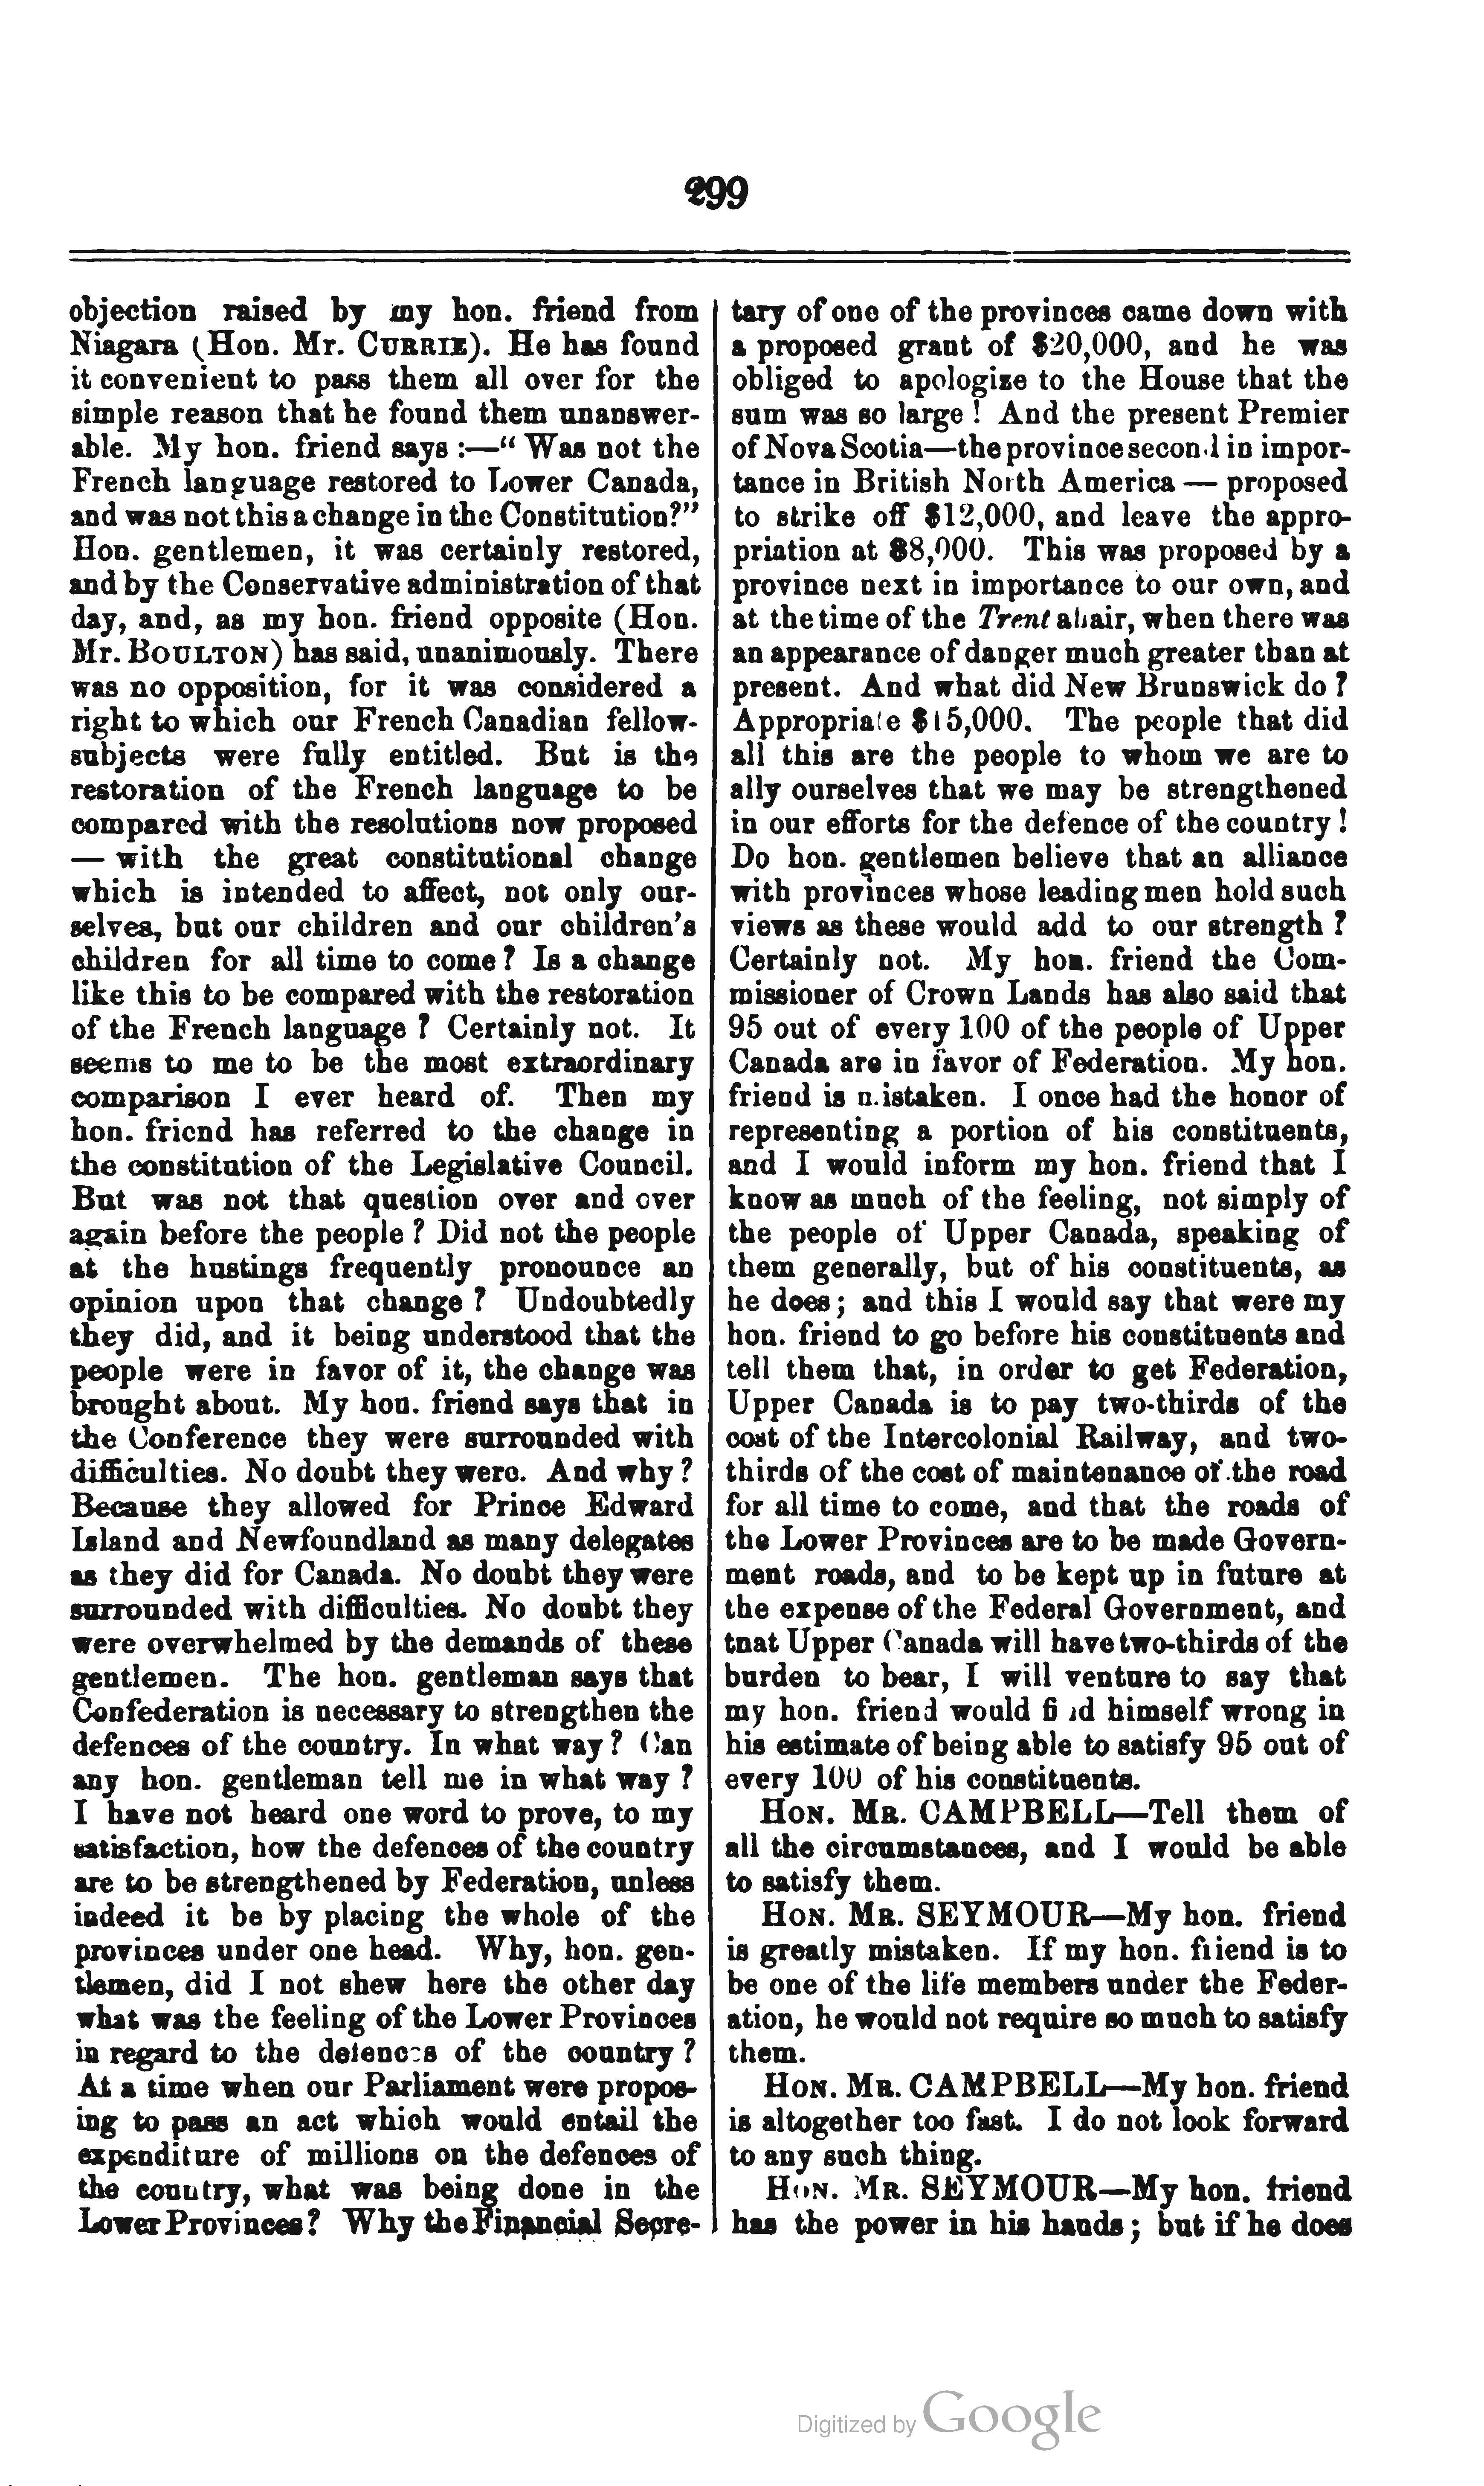 299
objection raised by my hon. friend from
Niagara (Hon. Mr. CURRIE). He has found
it convenient to pass them all over for the
simple reason that he found them unanswer-
able. My hon. friend says :—“ Was not the
French language restored to Lower Canada,
and was not this a change in the Constitution?”
Hon. gentlemen, it was certainly restored,
and by the Conservative administration of that
day, and, as my hon. friend opposite (Hon.
Mr. BOULTON) has said, unanimously. There
was no opposition, for it was considered a
right to which our French Canadian fellow-
subjects were fully entitled. But is the
restoration of the French language to be
compared with the resolutions now proposed
— with the great constitutional change
which is intended to affect, not only our-
selves, but our children and our children’s
children for all time to come ? Is a change
like this to be compared with the restoration
of the French language ? Certainly not. It
seems to me to be the most extraordinary
comparison I ever heard of. Then my
hon. friend has referred to the change in
the constitution of the Legislative Council.
But was not that question over and over
again before the people ? Did not the people
at the hustings frequently pronounce an
opinion upon that change ? Undoubtedly
they did, and it being understood that the
people were in favor of it, the change was
brought about. My hon. friend says that in
the Conference they were surrounded with
difficulties. No doubt they were. And why ?
Because they allowed for Prince Edward
Island and Newfoundland as many delegates
as they did for Canada. No doubt they were
surrounded with difficulties. No doubt they
were overwhelmed by the demands of these
gentlemen. The hon. gentleman says that
Confederation is necessary to strengthen the
defences of the country. In what way ? Can
any hon. gentleman tell me in what way ?
I have not heard one word to prove, to my
satisfaction, how the defences of the country
are to be strengthened by Federation, unless
indeed it be by placing the whole of the
provinces under one head. Why, hon. gen-
tlemen, did I not shew here the other day
what was the feeling of the Lower Provinces
in regard to the defences of the country ?
At a time when our Parliament were propos-
ing to pass an act which would entail the
expenditure of millions on the defences of
the country, what was being done in the
Lower Provinces? Why the Financial Secre-
tary of one of the provinces came down with
a proposed grant of $20,000, and he was
obliged to apologize to the House that the
sum was so large ! And the present Premier
of Nova Scotia—the province second in impor-
tance in British North America — proposed
to strike off $12,000, and leave the appro-
priation at $8,000. This was proposed by a
province next in importance to our own, and
at the time of the Trent affair, when there was
an appearance of danger much greater than at
present. And what did New Brunswick do ?
Appropriate $15,000. The people that did
all this are the people to whom we are to
ally ourselves that we may be strengthened
in our efforts for the defence of the country !
Do hon. gentlemen believe that an alliance
with provinces whose leading men hold such
views as these would add to our strength ?
Certainly not. My hon. friend the Com-
missioner of Crown Lands has also said that
95 out of every 100 of the people of Upper
Canada are in favor of Federation. My hon.
friend is mistaken. I once had the honor of
representing a portion of his constituents,
and I would inform my hon. friend that I
know as much of the feeling, not simply of
the people of Upper Canada, speaking of
them generally, but of his constituents, as
he does ; and this I would say that were my
hon. friend to go before his constituents and
tell them that, in order to get Federation,
Upper Canada is to pay two-thirds of the
cost of the Intercolonial Railway, and two-
thirds of the cost of maintenance of the road
for all time to come, and that the roads of
the Lower Provinces are to be made Govern-
ment roads, and to be kept up in future at
the expense of the Federal Government, and
that Upper Canada will have two-thirds of the
burden to bear, I will venture to say that
my hon. friend would find himself wrong in
his estimate of being able to satisfy 95 out of
every 100 of his constituents.
HON. MR. CAMPBELL—Tell them of
all the circumstances, and I would be able
to satisfy them.
HON. MR. SEYMOUR—My hon. friend
is greatly mistaken. If my hon. friend is to
be one of the life members under the Feder-
ation, he would not require so much to satisfy
them.
HON. MR. CAMPBELL—My hon. friend
is altogether too fast. I do not look forward
to any such thing.
HON. MR. SEYMOUR—My hon. friend
has the power in his hands ; but if he does
Digitized by Google